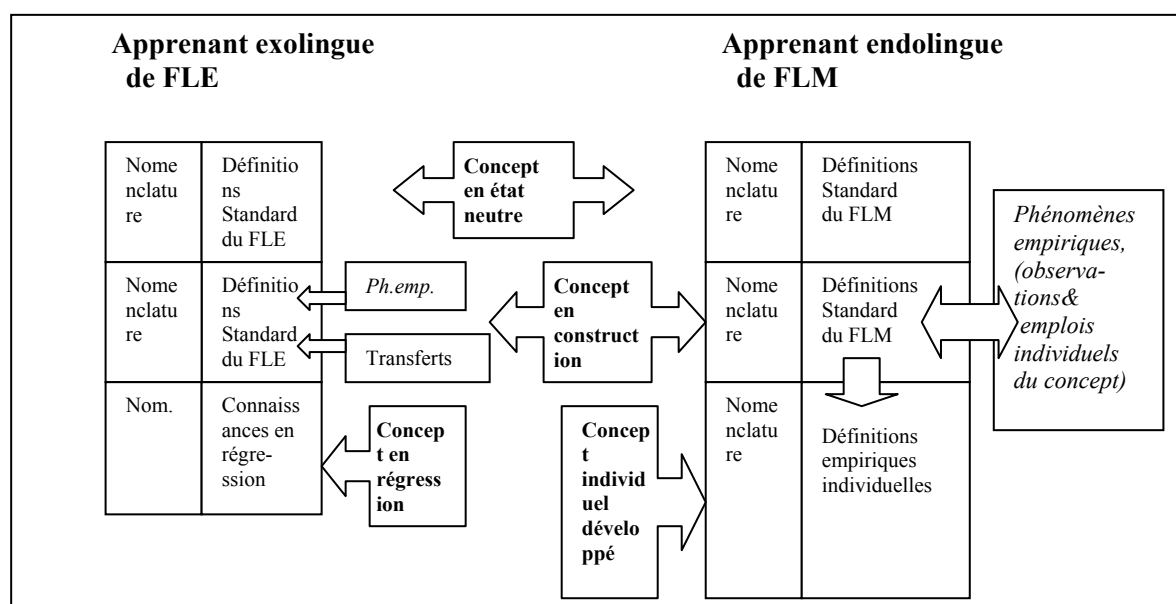 Apprenant exolingue
de FLE
Apprenant endolingue
de FLM
Nome
nclatu
re
Définitio
ns
Standard
du FLE
Concept
en état
neutre
Nome
nclatu
re
Définitions
Standard
du FLM
Phénomènes
empiriques,
(observa-
tions&
emplois
individuels
du concept)
Nome
nclatu
re
Définitio
ns
Standard
du FLE
Ph.emp.
Transferts
Concept
en
construct
ion
Nome
nclatu
re
Définitions
Standard
du FLM
Nom.
Connaiss
ances en
régre-
ssion
Concep
t en
régress
ion
Concep
t
individ
uel
dévelo
ppé
Nome
nclatu
re
Définitions
empiriques
individuelles